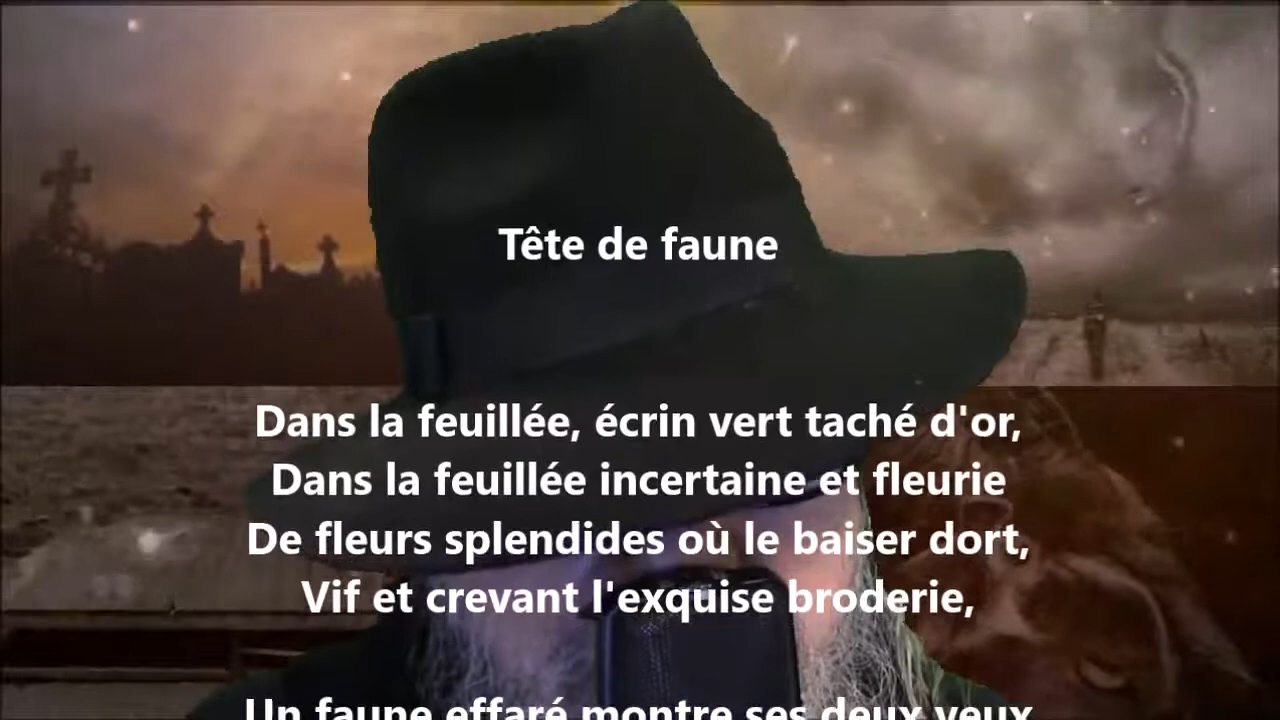 Tête de faune
Dans la feuillée, écrin vert taché d'or,
Dans la feuillée incertaine et fleurie
De fleurs splendides où le baiser dort,
Vif et crevant l'exquise broderie,
Un faune effaré montre ses deux yeux